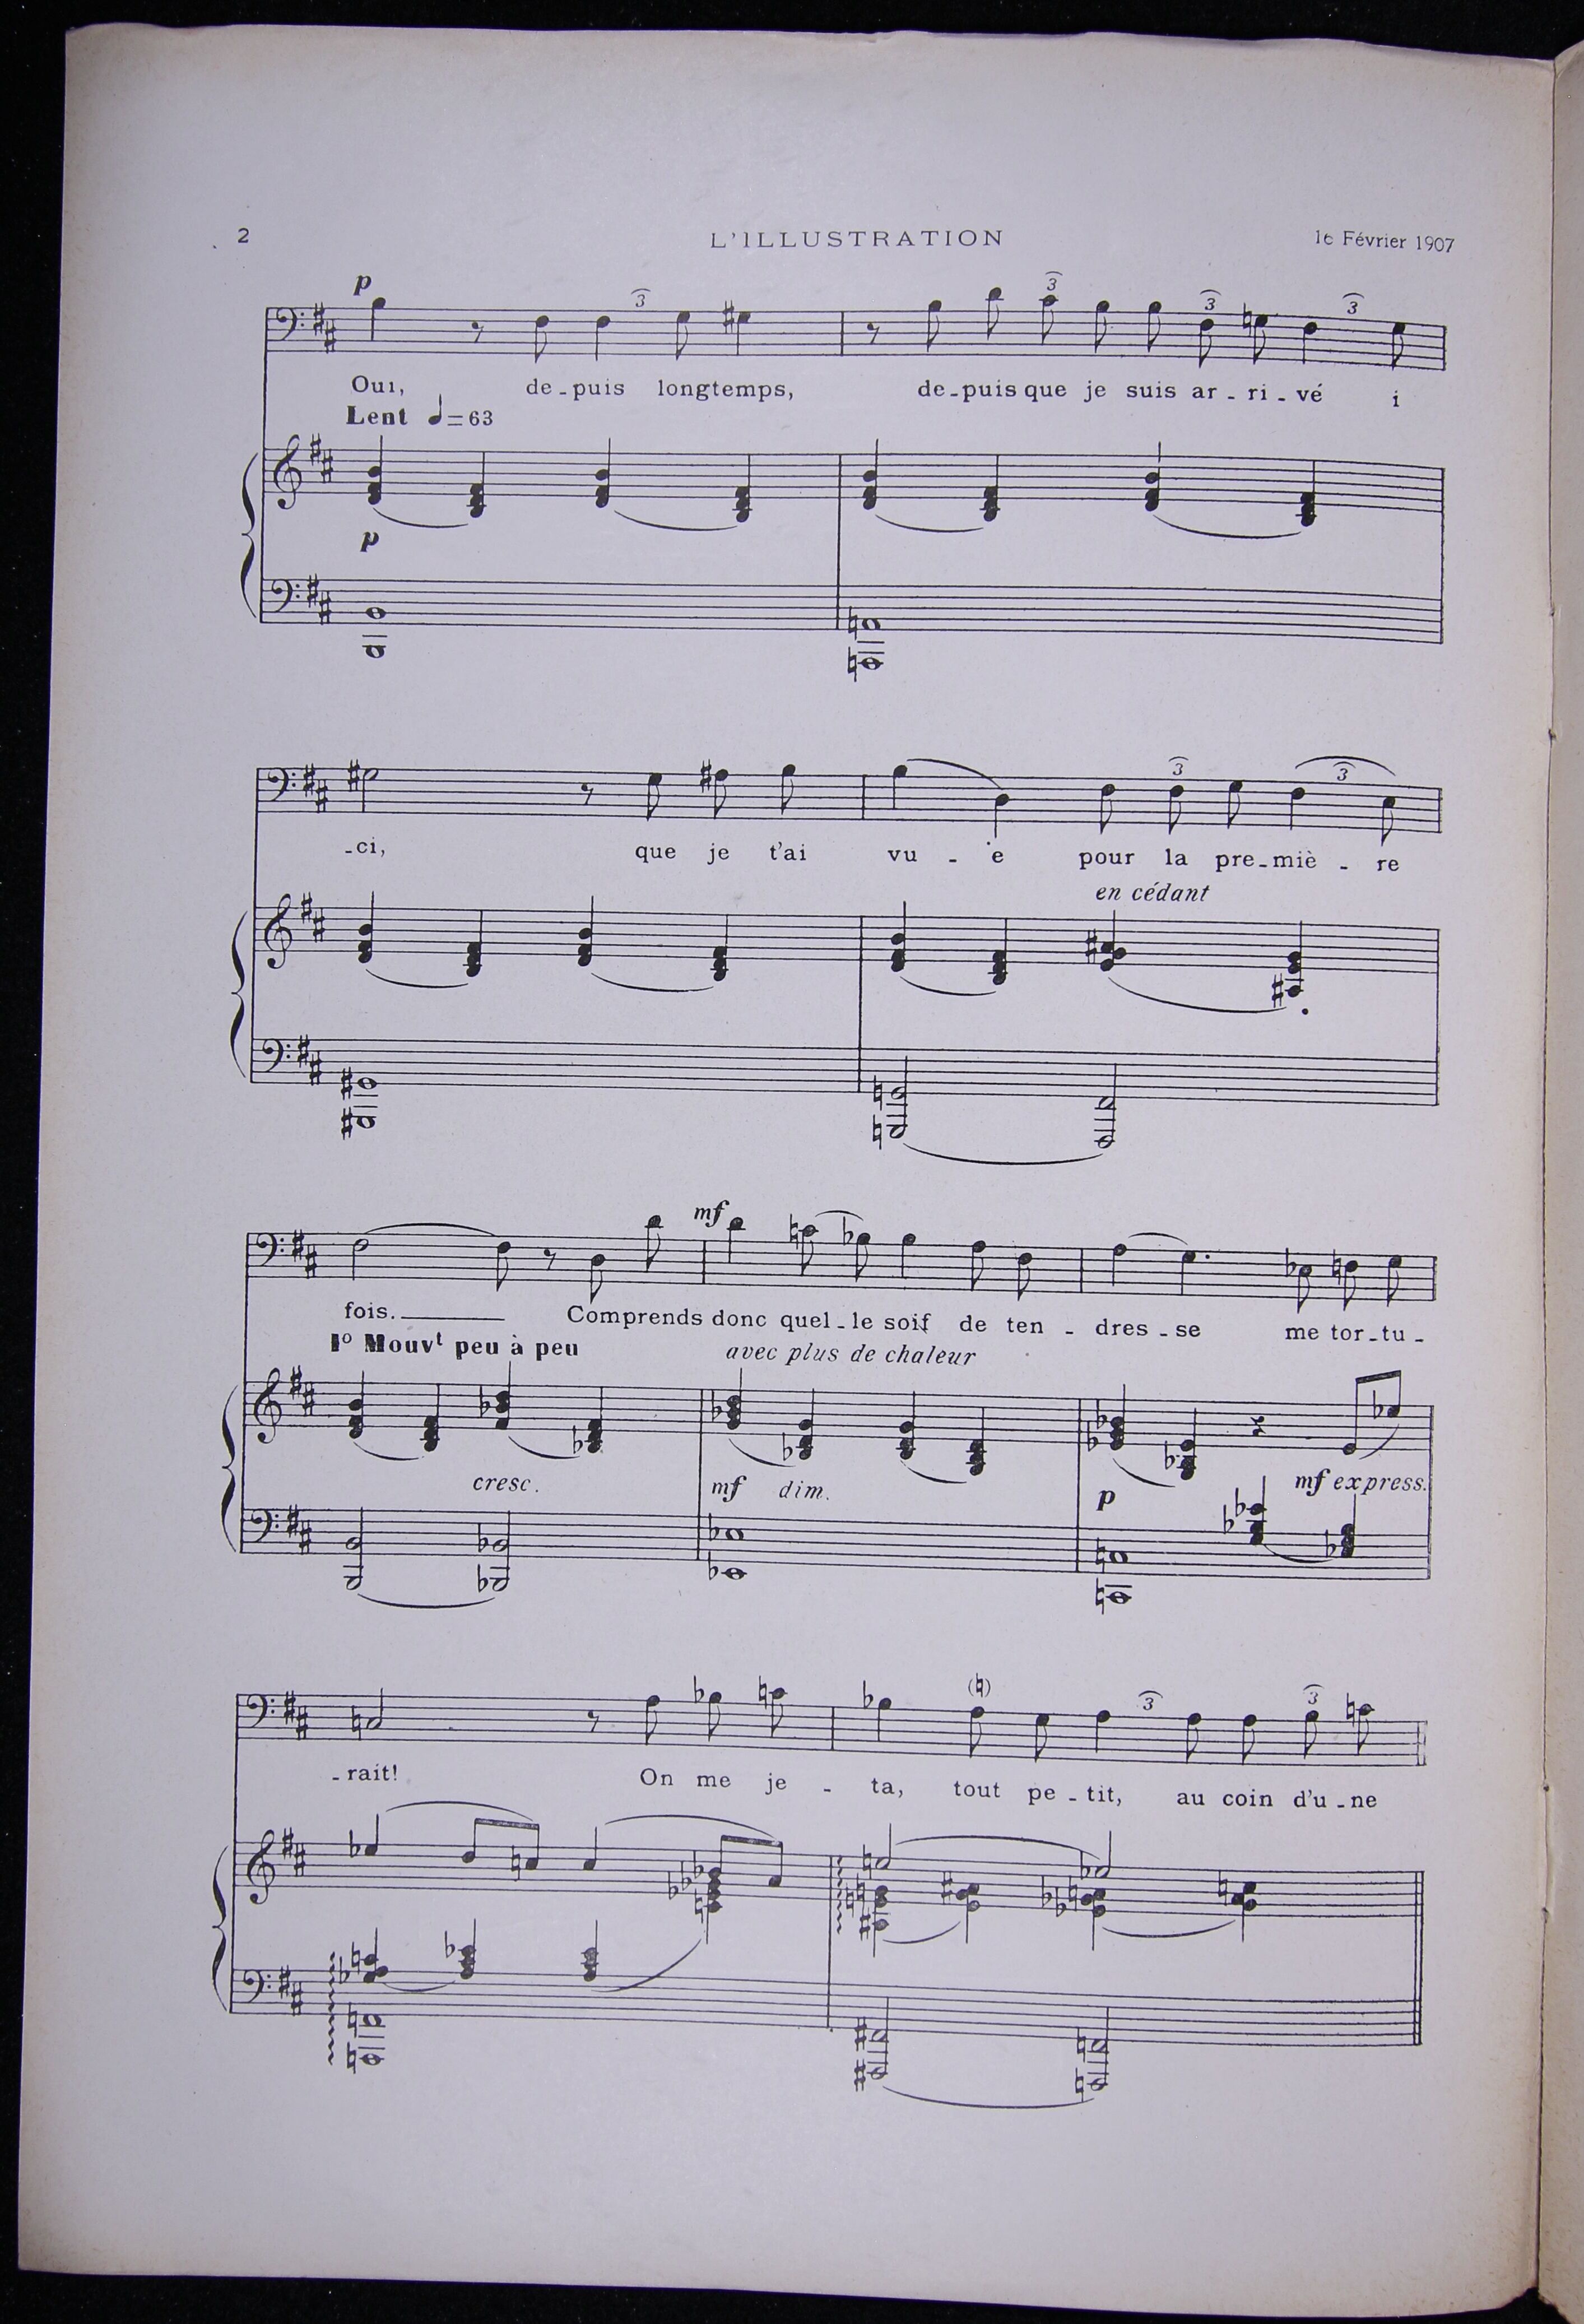 2 L'ILLUSTRATION 16 Février 1907
p
3 3 3 3
Oui, de-puis longtemps, de-puis que je suis ar-ri-vé i
Lent ♩=63
p
3 3
-ci, que je t'ai vu-e pour la pre-miè-re
en cédant
mf
fois. Comprends donc quel-le soif de ten-dres-se me tor-tu-
1º Mouvt peu à peu avec plus de chaleur
cresc. mf dim. p mf express.
3 3
-rait! On me je-ta, tout pe-tit, au coin d'u-ne